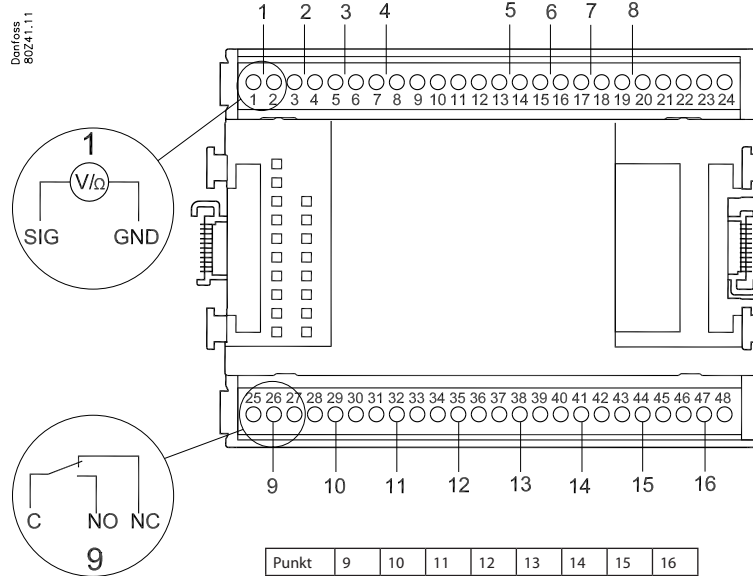 Danfoss
80Z41.11
1 2 3 4 5 6 7 8
1 2 3 4 5 6 7 8 9 10 11 12 13 14 15 16 17 18 19 20 21 22 23 24
1
V/Ω
SIG GND
25 26 27 28 29 30 31 32 33 34 35 36 37 38 39 40 41 42 43 44 45 46 47 48
9 10 11 12 13 14 15 16
C NO NC
9
Punkt 9 10 11 12 13 14 15 16